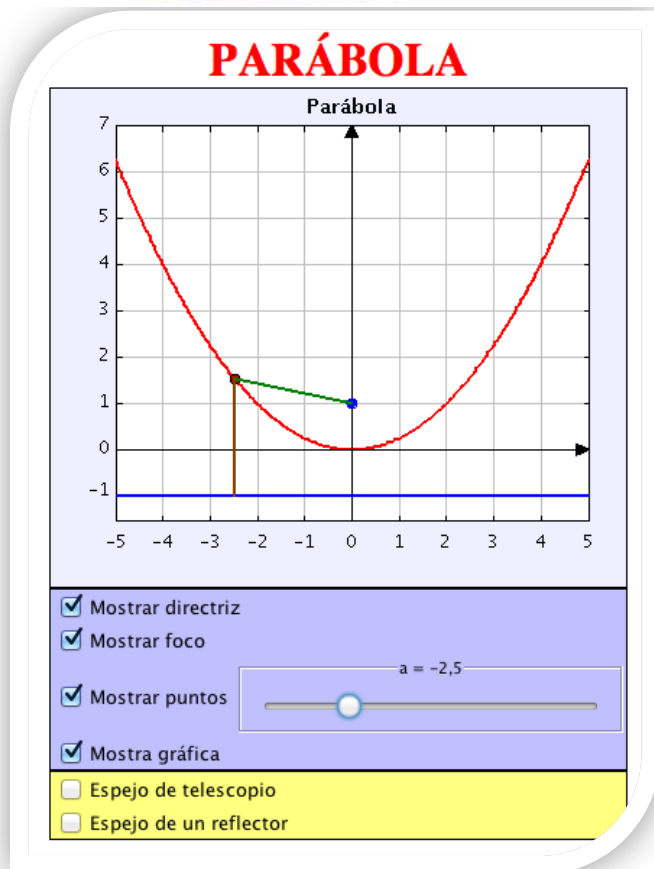 PARÁBOLA
Parábola
7
6
5
4
3
2
1
0
-1
-5 -4 -3 -2 -1 0 1 2 3 4 5
Mostrar directriz
Mostrar foco
a = -2,5
Mostrar puntos
Mostra gráfica
Espejo de telescopio
Espejo de un reflector